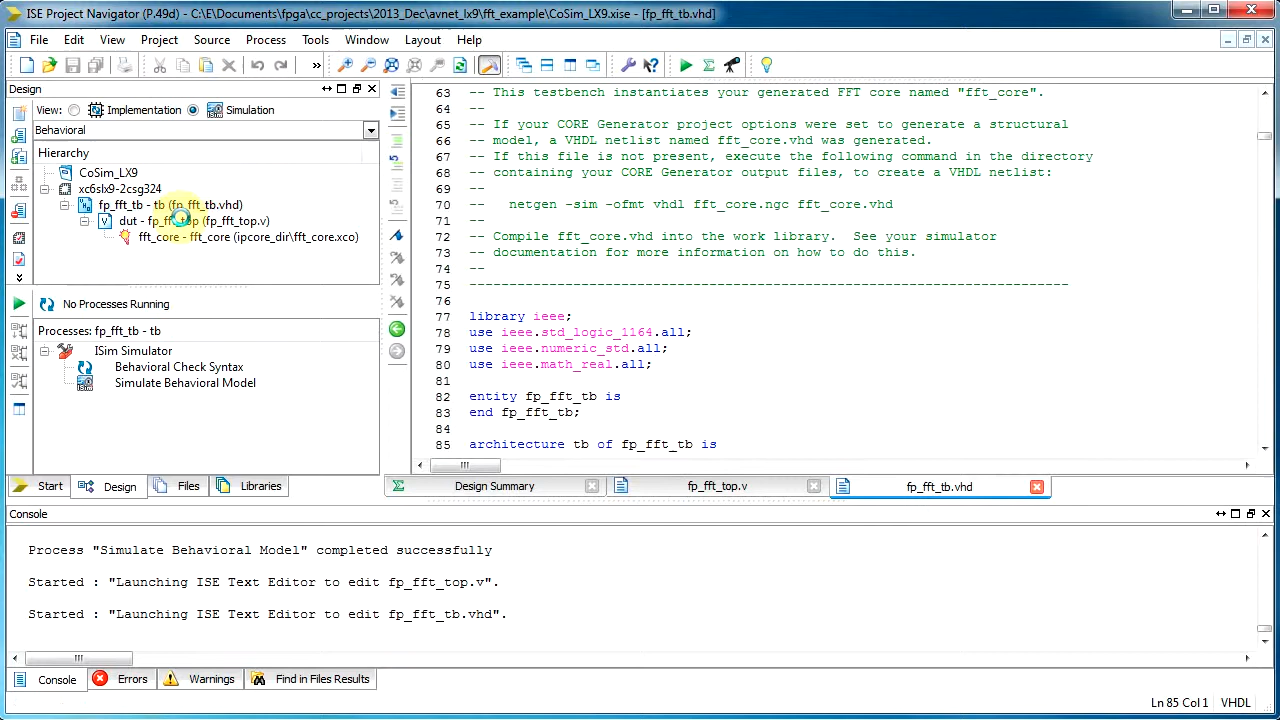 ISE Project Navigator (P.49d) - C:\E\Documents\fpga\cc_projects\2013_Dec\avnet_lx9\fft_example\CoSim_LX9.xise - [fp_fft_tb.vhd]
File Edit View Project Source Process Tools Window Layout Help
Design
View: Implementation Simulation
Behavioral
Hierarchy
CoSim_LX9
fp_fft_tb - tb (fp_fft_tb.vhd)
(fp_fft_top.v)
fft_core - fft_core (ipcore_dir\fft_core.xco)
No Processes Running
Processes: fp_fft_tb - tb
ISim Simulator
Behavioral Check Syntax
Simulate Behavioral Model
Start Design Files Libraries
63 -- This testbench instantiates your generated FFT core named "fft_core".
64 --
65 -- If your CORE Generator project options were set to generate a structural
66 -- model, a VHDL netlist named fft_core.vhd was generated.
67 -- If this file is not present, execute the following command in the directory
68 -- containing your CORE Generator output files, to create a VHDL netlist:
69 --
70 -- netgen -sim -ofmt vhdl fft_core.ngc fft_core.vhd
71 --
72 -- Compile fft_core.vhd into the work library. See your simulator
73 -- documentation for more information on how to do this.
74 --
75 ---------------------------------------------------------------------------
76
77 library ieee;
78 use ieee.std_logic_1164.all;
79 use ieee.numeric_std.all;
80 use ieee.math_real.all;
81
82 entity fp_fft_tb is
83 end fp_fft_tb;
84
85 architecture tb of fp_fft_tb is
Design Summary fp_fft_top.v fp_fft_tb.vhd
Console
Process "Simulate Behavioral Model" completed successfully
Started : "Launching ISE Text Editor to edit fp_fft_top.v".
Started : "Launching ISE Text Editor to edit fp_fft_tb.vhd".
Console Errors Warnings Find in Files Results
Ln 85 Col 1 VHDL